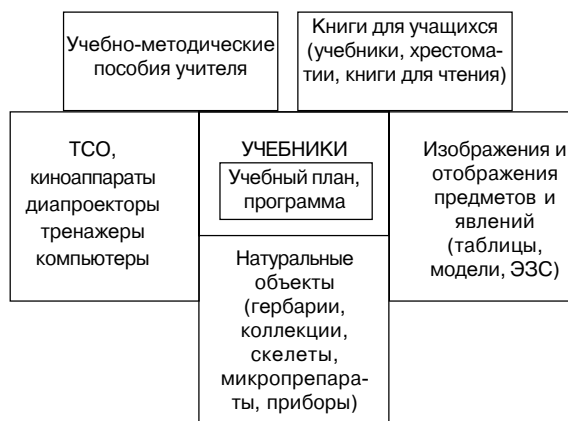 Учебно-методические
пособия учителя
Книги для учащихся
(учебники, хрестома-
тии, книги для чтения)
ТСО,
киноаппараты
диапроекторы
тренажеры
компьютеры
УЧЕБНИКИ
Учебный план,
программа
Изображения и
отображения
предметов и
явлений
(таблицы,
модели, ЭЗС)
Натуральные
объекты
(гербарии,
коллекции,
скелеты,
микропрепара-
ты, приборы)